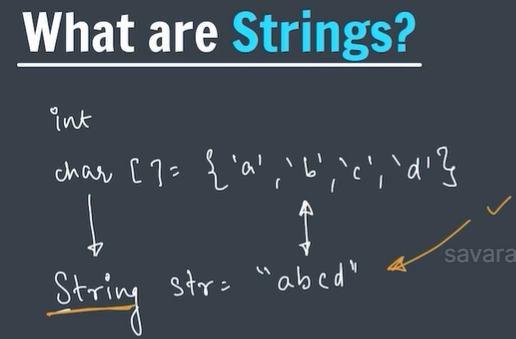 What are Strings?
int
char []= {'a', 'b', 'c', 'd'}
String str= "abcd"
savara